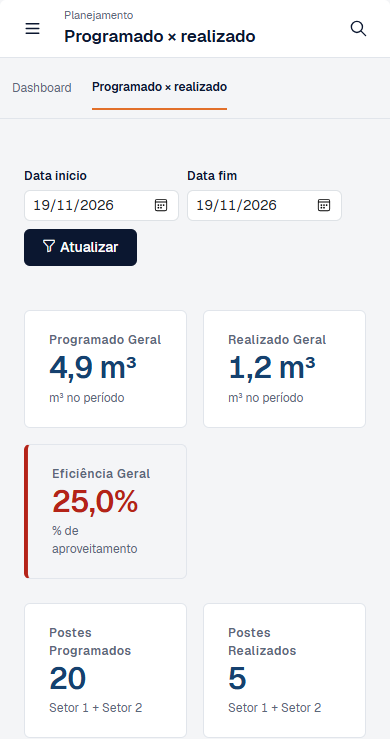 Planejamento
Programado × realizado
Dashboard Programado × realizado
Data início Data fim
19/11/2026 19/11/2026
Atualizar
Programado Geral Realizado Geral
4,9 m³ 1,2 m³
m³ no período m³ no período
Eficiência Geral
25,0%
% de
aproveitamento
Postes Postes
Programados Realizados
20 5
Setor 1 + Setor 2 Setor 1 + Setor 2